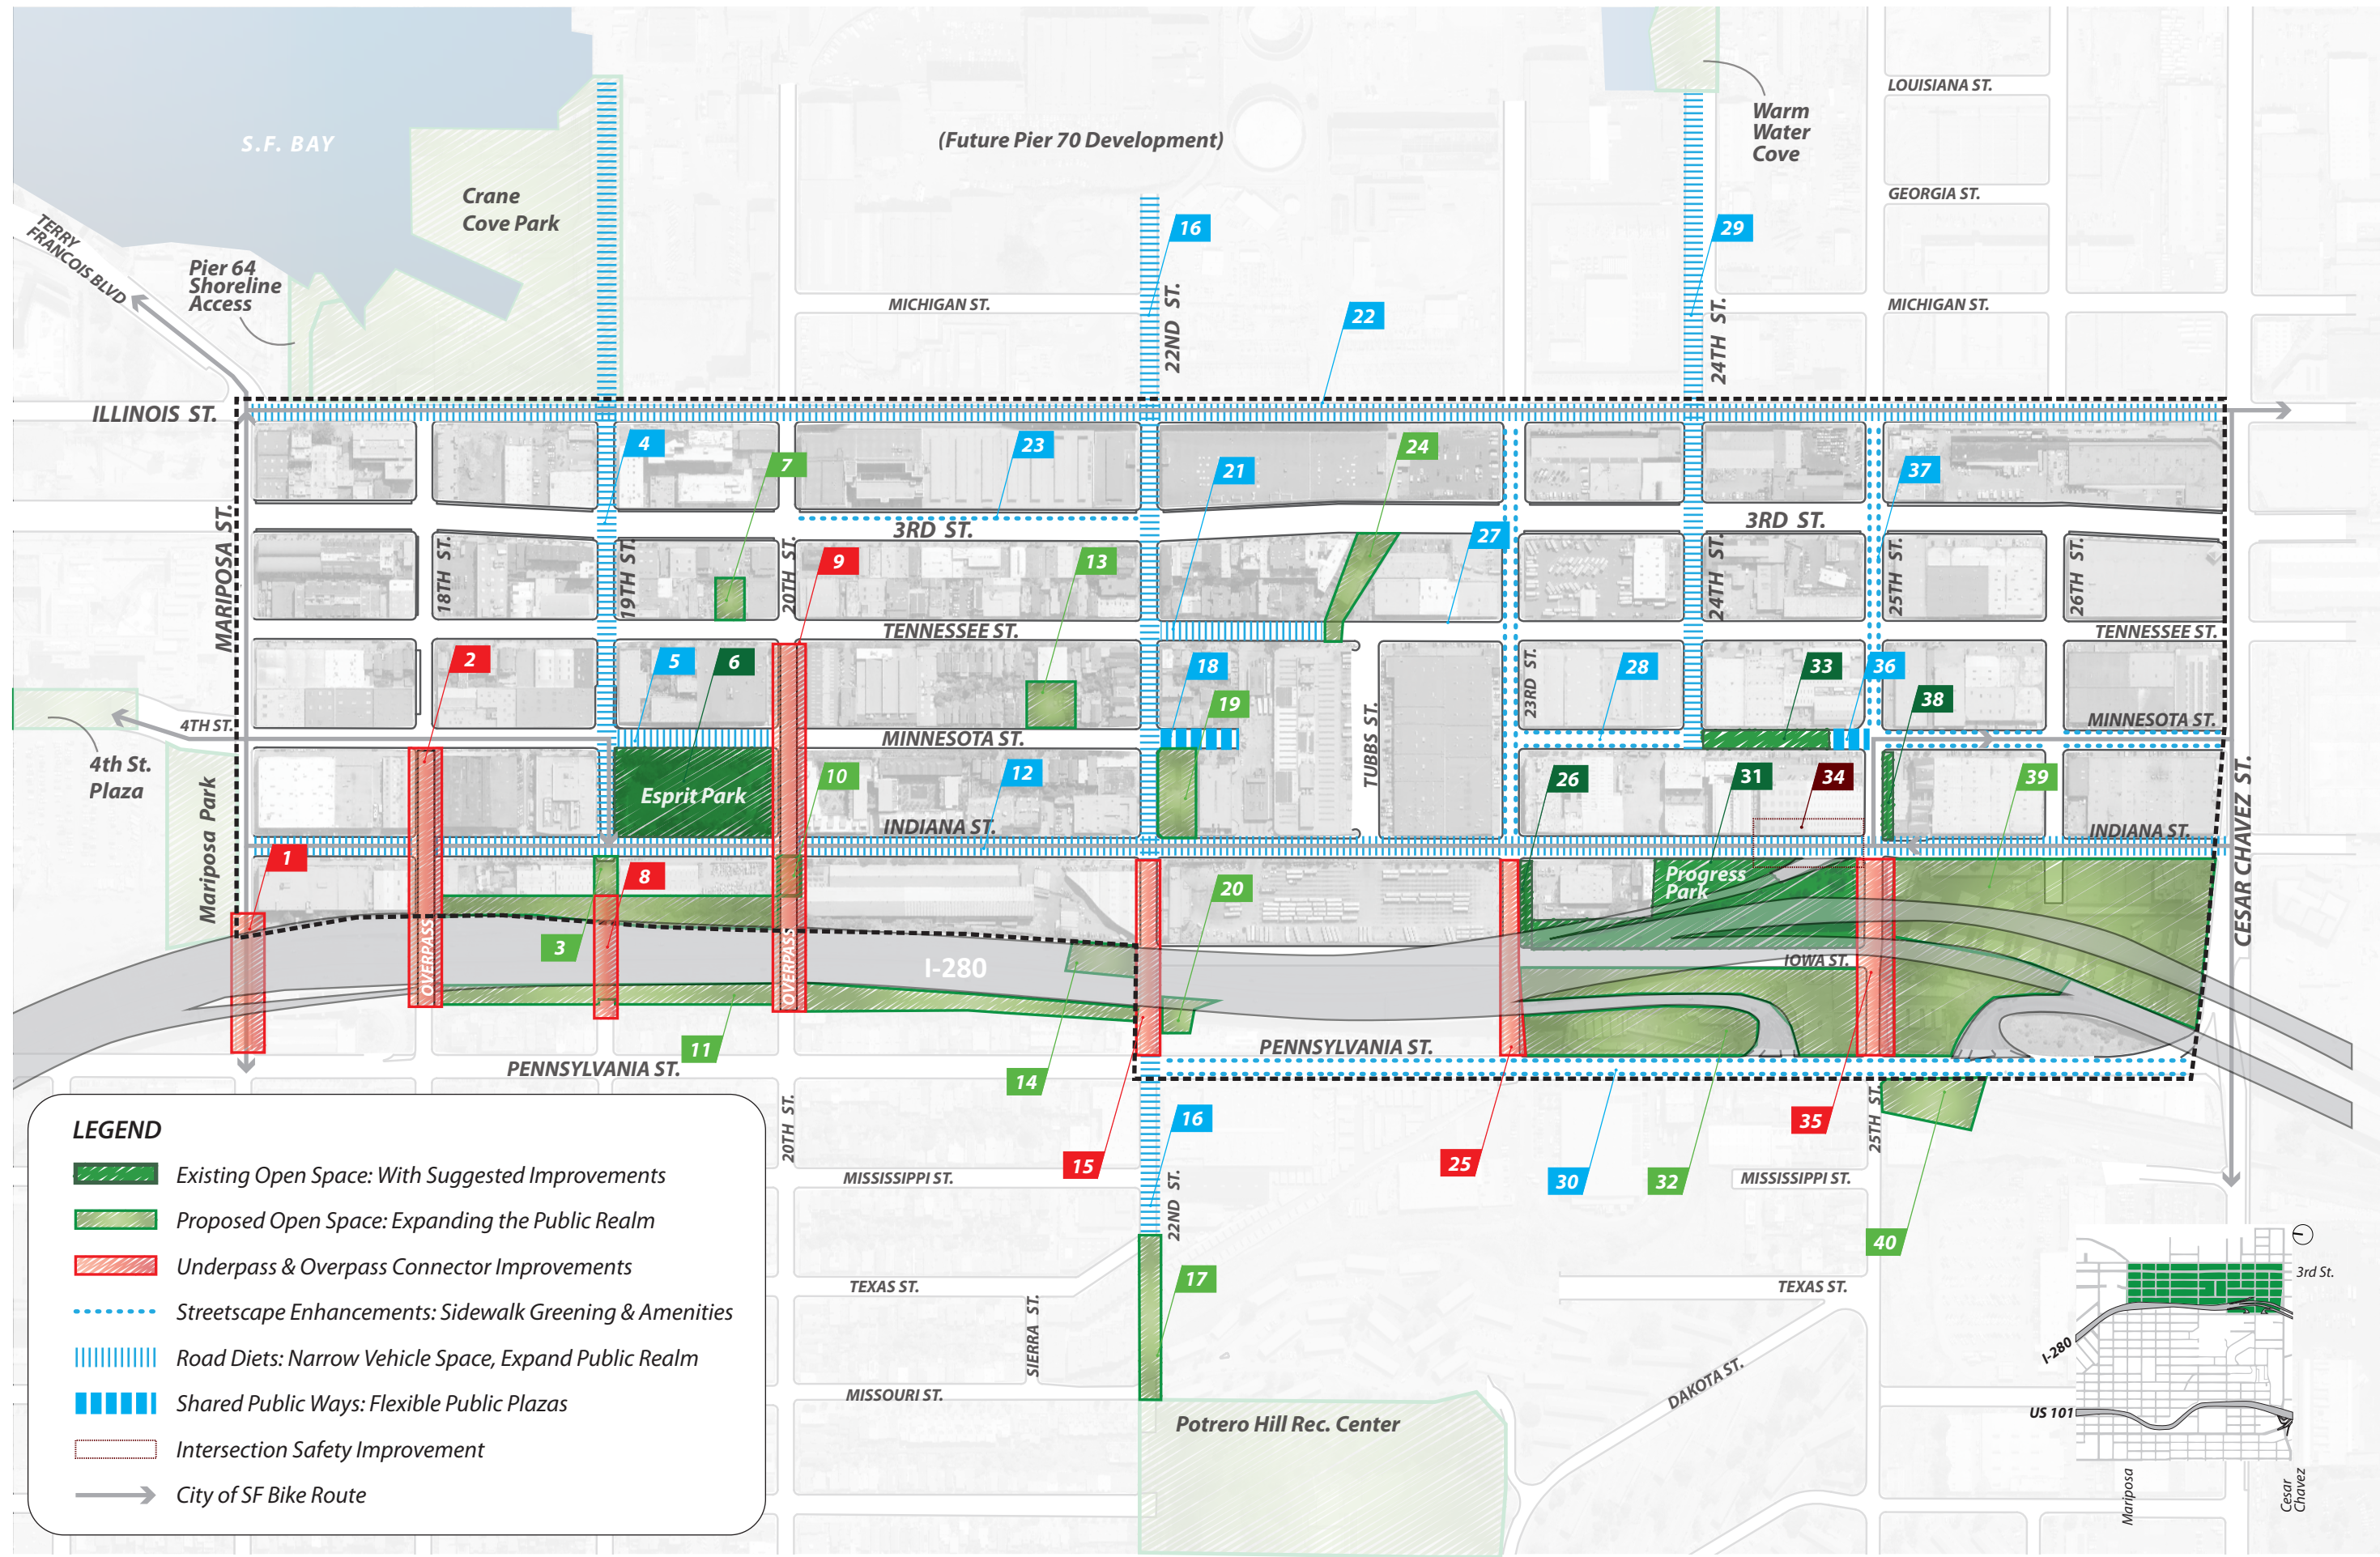 S.F. BAY
Crane
Cove Park
(Future Pier 70 Development)
Warm
Water
Cove
LOUISIANA ST.
GEORGIA ST.
TERRY
FRANCOIS BLVD
Pier 64
Shoreline
Access
MICHIGAN ST.
MICHIGAN ST.
16
29
22ND ST.
24TH ST.
22
ILLINOIS ST.
4
7
23
21
24
37
3RD ST.
3RD ST.
27
MARIPOSA ST.
18TH ST.
19TH ST.
20TH ST.
9
13
24TH ST.
25TH ST.
26TH ST.
TENNESSEE ST.
TENNESSEE ST.
2
5
6
18
19
23RD ST.
28
33
36
38
4TH ST.
MINNESOTA ST.
MINNESOTA ST.
4th St.
Plaza
Mariposa Park
Esprit Park
10
12
TUBBS ST.
26
31
34
39
CESAR CHAVEZ ST.
INDIANA ST.
INDIANA ST.
1
8
20
Progress
Park
3
OVERPASS
OVERPASS
I-280
IOWA ST.
11
PENNSYLVANIA ST.
PENNSYLVANIA ST.
14
15
16
25
30
32
35
25TH ST.
40
20TH ST.
MISSISSIPPI ST.
MISSISSIPPI ST.
22ND ST.
17
TEXAS ST.
TEXAS ST.
SIERRA ST.
MISSOURI ST.
DAKOTA ST.
Potrero Hill Rec. Center
LEGEND
Existing Open Space: With Suggested Improvements
Proposed Open Space: Expanding the Public Realm
Underpass & Overpass Connector Improvements
Streetscape Enhancements: Sidewalk Greening & Amenities
Road Diets: Narrow Vehicle Space, Expand Public Realm
Shared Public Ways: Flexible Public Plazas
Intersection Safety Improvement
City of SF Bike Route
3rd St.
I-280
US 101
Mariposa
Cesar
Chavez